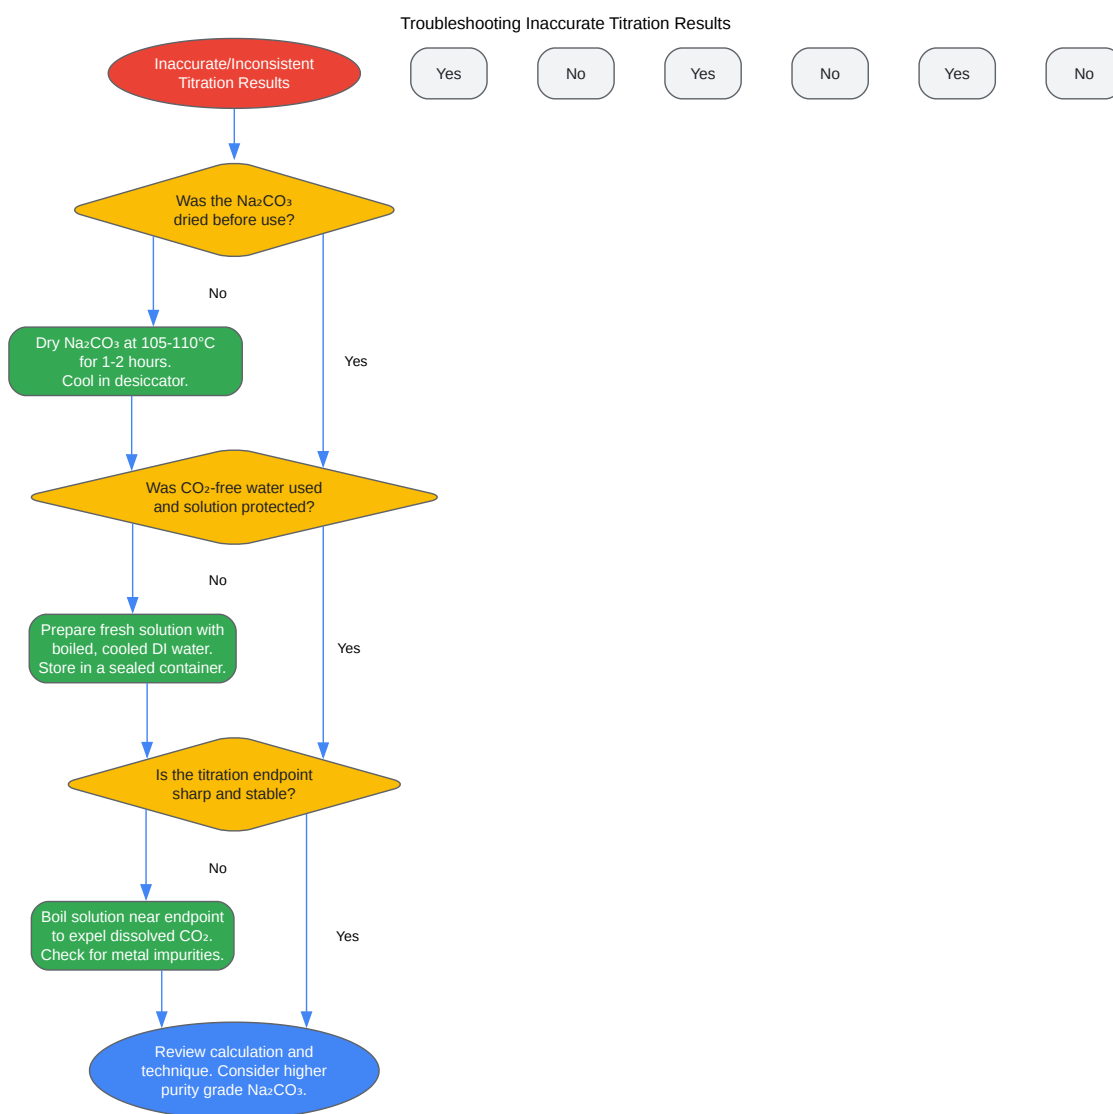 Troubleshooting Inaccurate Titration Results
Inaccurate/Inconsistent
Titration Results
Yes
No
Yes
No
Yes
No
Was the Na₂CO₃
dried before use?
No
Yes
Dry Na₂CO₃ at 105-110°C
for 1-2 hours.
Cool in desiccator.
Was CO₂-free water used
and solution protected?
No
Yes
Prepare fresh solution with
boiled, cooled DI water.
Store in a sealed container.
Is the titration endpoint
sharp and stable?
No
Yes
Boil solution near endpoint
to expel dissolved CO₂.
Check for metal impurities.
Review calculation and
technique. Consider higher
purity grade Na₂CO₃.